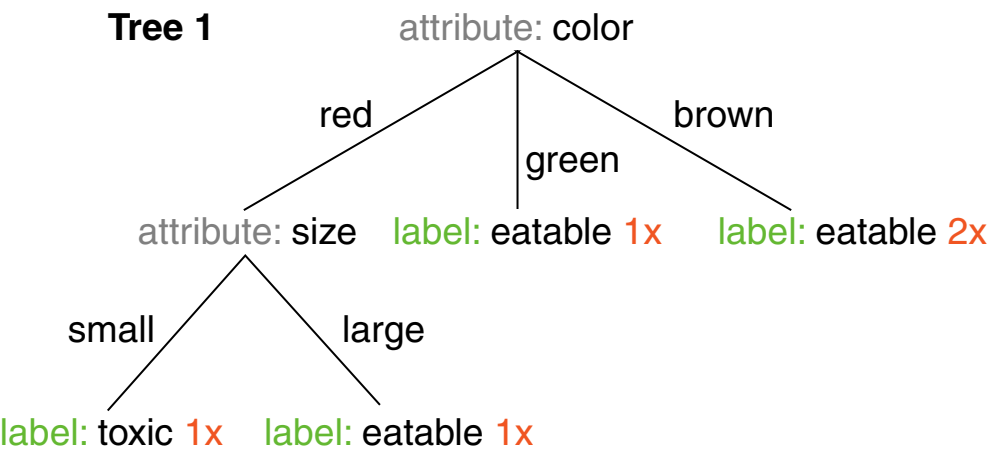 Tree 1
attribute: color
red
brown
green
attribute: size
label: eatable 1x
label: eatable 2x
small
large
label: toxic 1x
label: eatable 1x